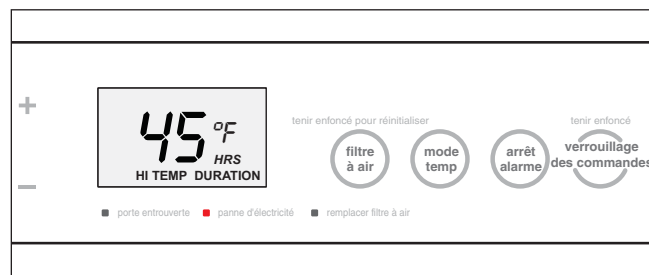 +
45 °F
HRS
HI TEMP DURATION
−
tenir enfoncé pour réinitialiser
filtre
à air
mode
temp
arrêt
alarme
tenir enfoncé
verrouillage
des commandes
porte entrouverte
panne d'électricité
remplacer filtre à air